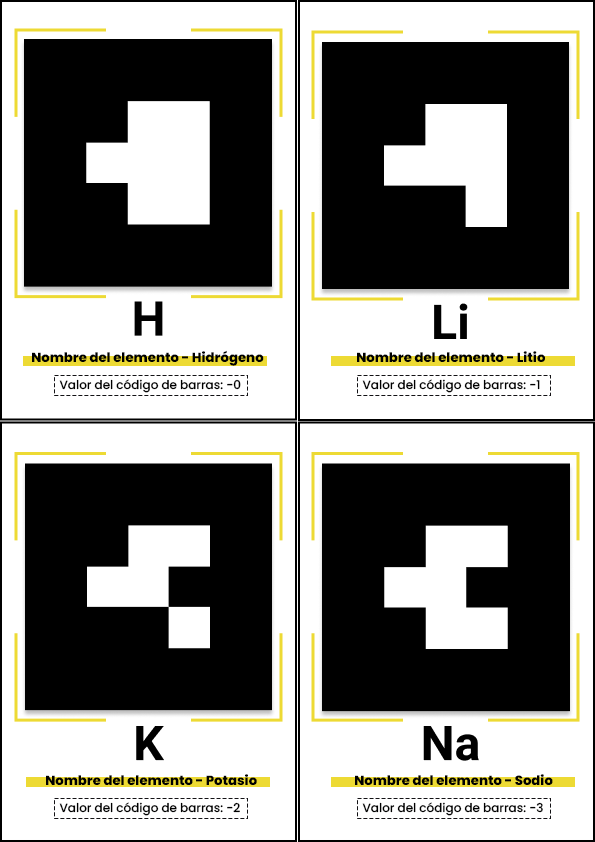 H
Nombre del elemento - Hidrógeno
Valor del código de barras: -0
Li
Nombre del elemento - Litio
Valor del código de barras: -1
K
Nombre del elemento - Potasio
Valor del código de barras: -2
Na
Nombre del elemento - Sodio
Valor del código de barras: -3